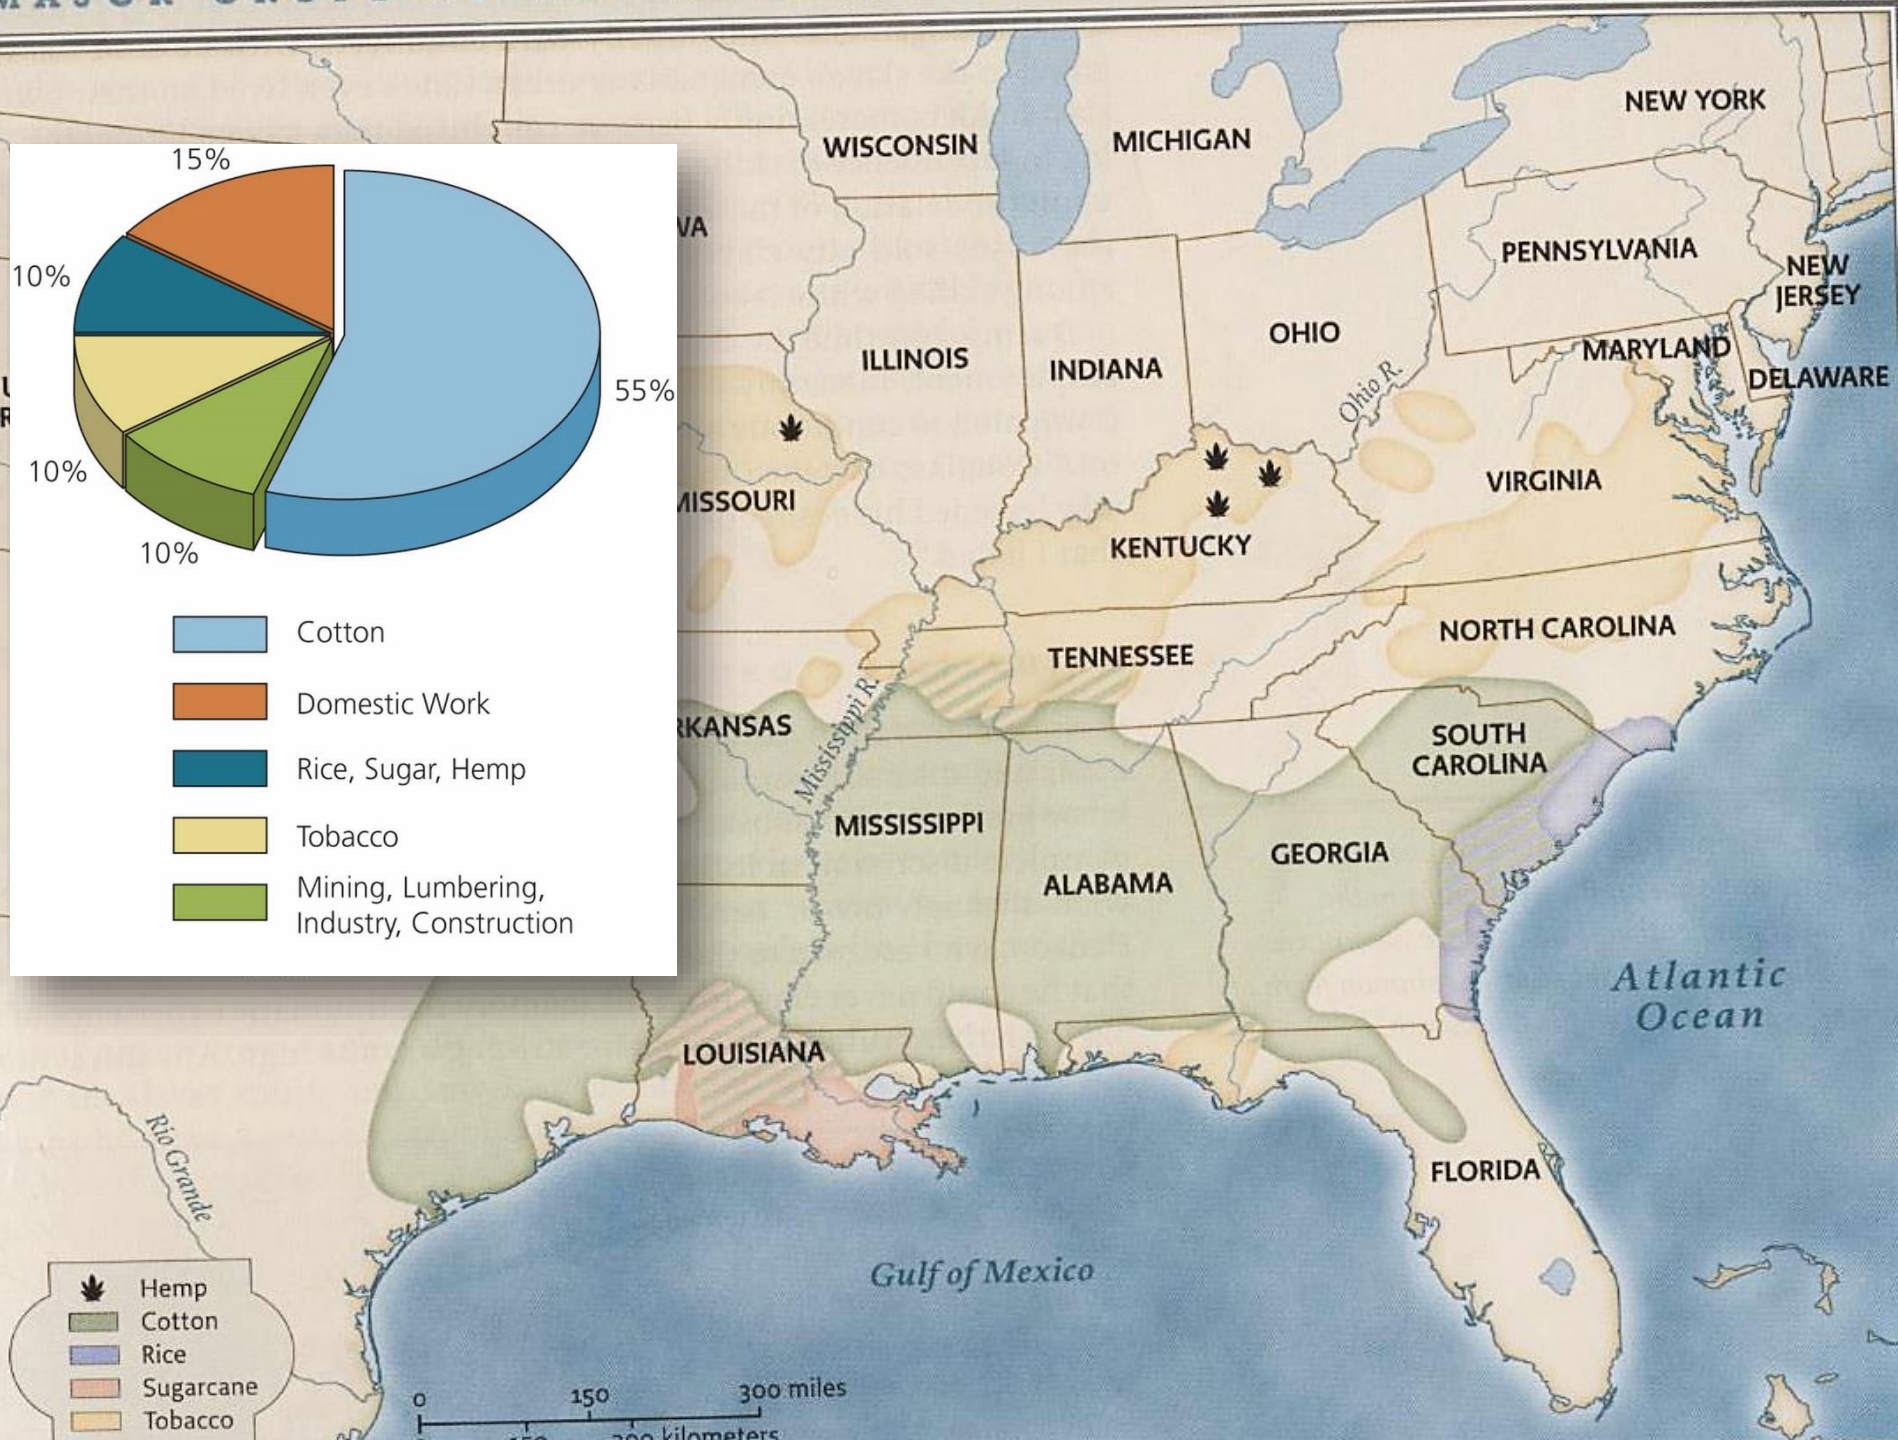 WISCONSIN
MICHIGAN
NEW YORK
PENNSYLVANIA
NEW
JERSEY
OHIO
MARYLAND
DELAWARE
ILLINOIS
INDIANA
Ohio R.
VIRGINIA
MISSOURI
KENTUCKY
NORTH CAROLINA
TENNESSEE
Mississippi R.
RKANSAS
SOUTH
CAROLINA
MISSISSIPPI
ALABAMA
GEORGIA
LOUISIANA
FLORIDA
Atlantic
Ocean
Gulf of Mexico
Rio Grande
15%
10%
55%
10%
10%
Cotton
Domestic Work
Rice, Sugar, Hemp
Tobacco
Mining, Lumbering,
Industry, Construction
Hemp
Cotton
Rice
Sugarcane
Tobacco
0 150 300 miles
kilometers